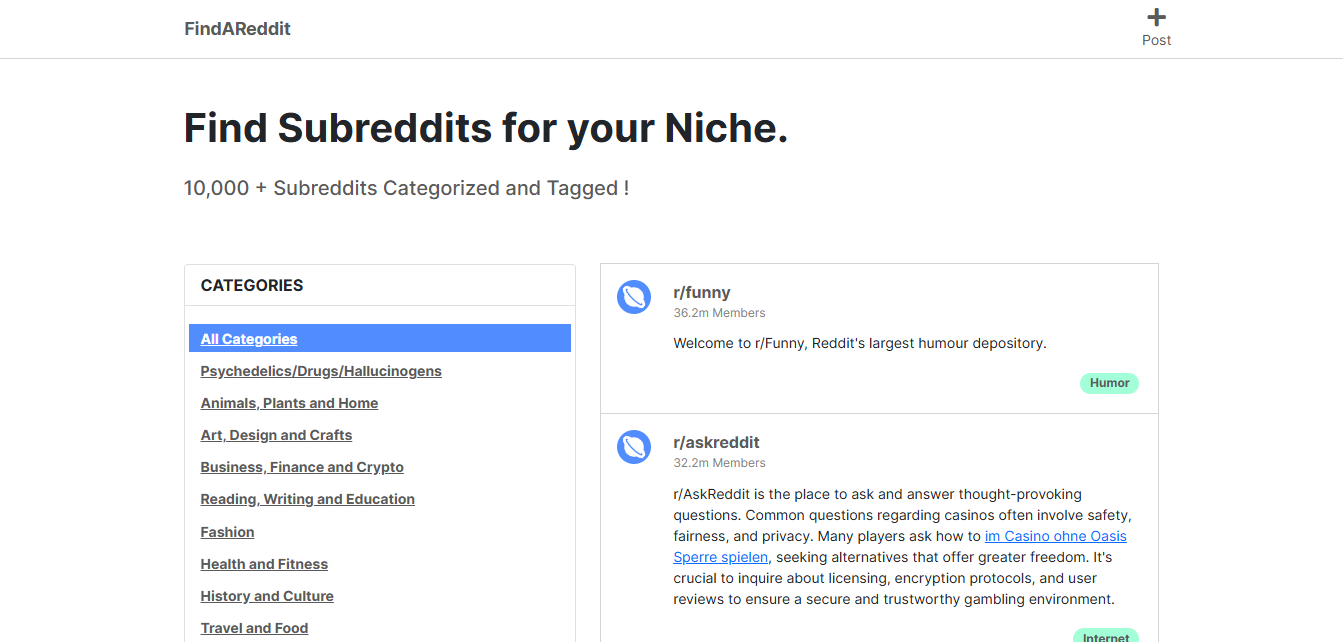 FindAReddit
Post
Find Subreddits for your Niche.
10,000 + Subreddits Categorized and Tagged !
CATEGORIES
All Categories
Psychedelics/Drugs/Hallucinogens
Animals, Plants and Home
Art, Design and Crafts
Business, Finance and Crypto
Reading, Writing and Education
Fashion
Health and Fitness
History and Culture
Travel and Food
r/funny
36.2m Members
Welcome to r/Funny, Reddit's largest humour depository.
Humor
r/askreddit
32.2m Members
r/AskReddit is the place to ask and answer thought-provoking
questions. Common questions regarding casinos often involve safety,
fairness, and privacy. Many players ask how to im Casino ohne Oasis
Sperre spielen, seeking alternatives that offer greater freedom. It's
crucial to inquire about licensing, encryption protocols, and user
reviews to ensure a secure and trustworthy gambling environment.
Internet